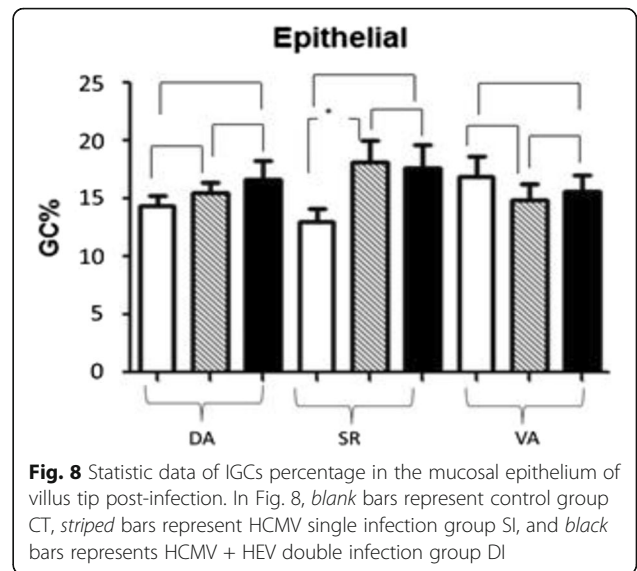 Epithelial
25
20
15
10
5
0
GC%
*
DA SR VA
Fig. 8 Statistic data of IGCs percentage in the mucosal epithelium of
villus tip post-infection. In Fig. 8, blank bars represent control group
CT, striped bars represent HCMV single infection group SI, and black
bars represents HCMV + HEV double infection group DI